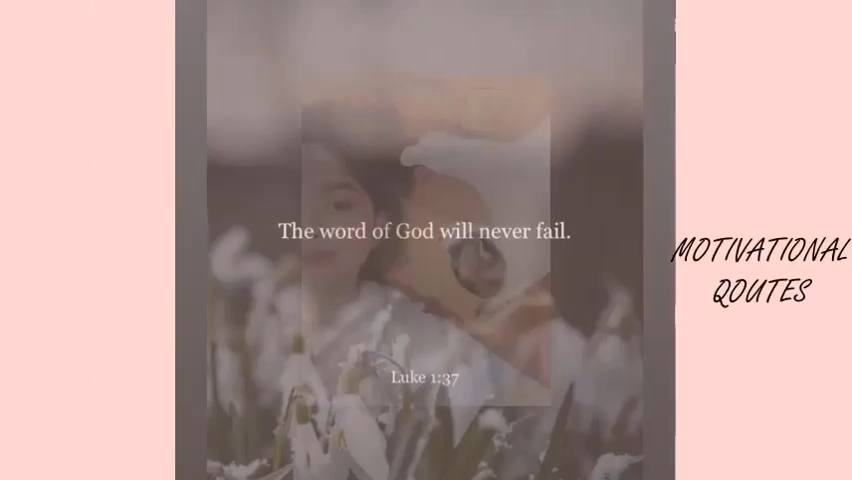 The word of God will never fail.
Luke 1:37
MOTIVATIONAL
QOUTES